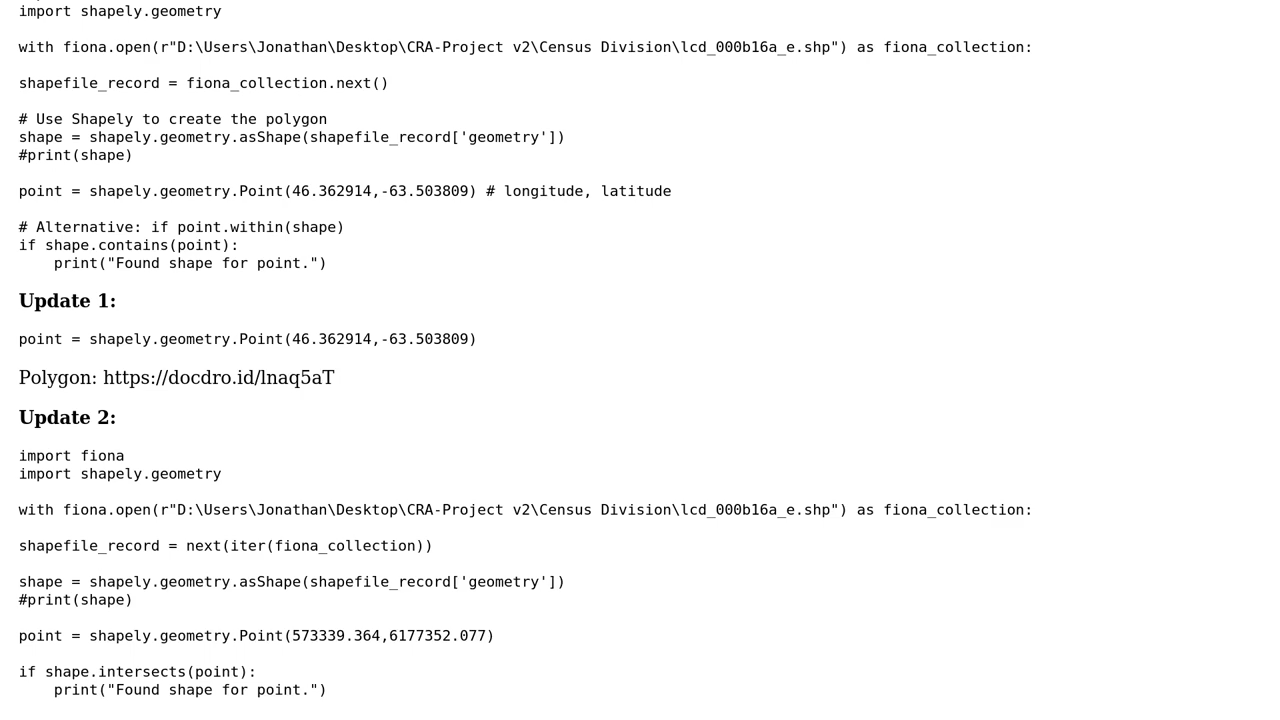 import shapely.geometry
with fiona.open(r"D:\Users\Jonathan\Desktop\CRA-Project v2\Census Division\lcd_000b16a_e.shp") as fiona_collection:
shapefile_record = fiona_collection.next()
# Use Shapely to create the polygon
shape = shapely.geometry.asShape(shapefile_record['geometry'])
#print(shape)
point = shapely.geometry.Point(46.362914,-63.503809) # longitude, latitude
# Alternative: if point.within(shape)
if shape.contains(point):
    print("Found shape for point.")
Update 1:
point = shapely.geometry.Point(46.362914,-63.503809)
Polygon: https://docdro.id/lnaq5aT
Update 2:
import fiona
import shapely.geometry
with fiona.open(r"D:\Users\Jonathan\Desktop\CRA-Project v2\Census Division\lcd_000b16a_e.shp") as fiona_collection:
shapefile_record = next(iter(fiona_collection))
shape = shapely.geometry.asShape(shapefile_record['geometry'])
#print(shape)
point = shapely.geometry.Point(573339.364,6177352.077)
if shape.intersects(point):
    print("Found shape for point.")